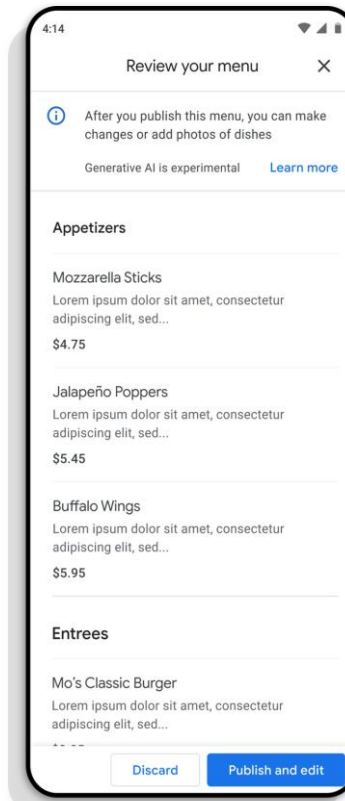 4:14
Review your menu
After you publish this menu, you can make
changes or add photos of dishes
Generative AI is experimental Learn more
Appetizers
Mozzarella Sticks
Lorem ipsum dolor sit amet, consectetur
adipiscing elit, sed...
$4.75
Jalapeño Poppers
Lorem ipsum dolor sit amet, consectetur
adipiscing elit, sed...
$5.45
Buffalo Wings
Lorem ipsum dolor sit amet, consectetur
adipiscing elit, sed...
$5.95
Entrees
Mo's Classic Burger
Lorem ipsum dolor sit amet, consectetur
adipiscing elit, sed...
Discard Publish and edit